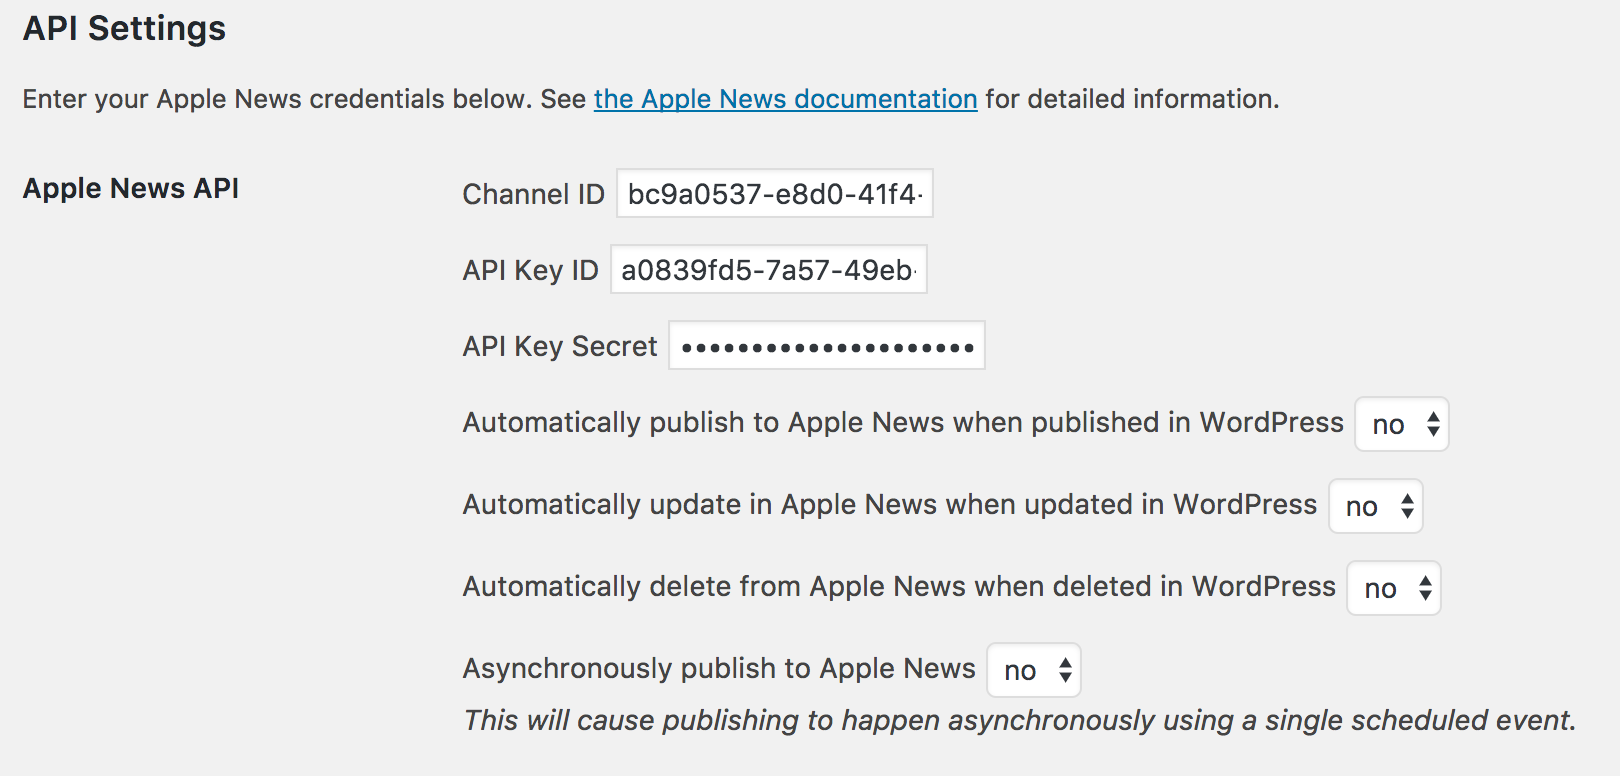 API Settings
Enter your Apple News credentials below. See the Apple News documentation for detailed information.
Apple News API
Channel ID bc9a0537-e8d0-41f4-
API Key ID a0839fd5-7a57-49eb-
API Key Secret •••••••••••••••••••••
Automatically publish to Apple News when published in WordPress no
Automatically update in Apple News when updated in WordPress no
Automatically delete from Apple News when deleted in WordPress no
Asynchronously publish to Apple News no
This will cause publishing to happen asynchronously using a single scheduled event.